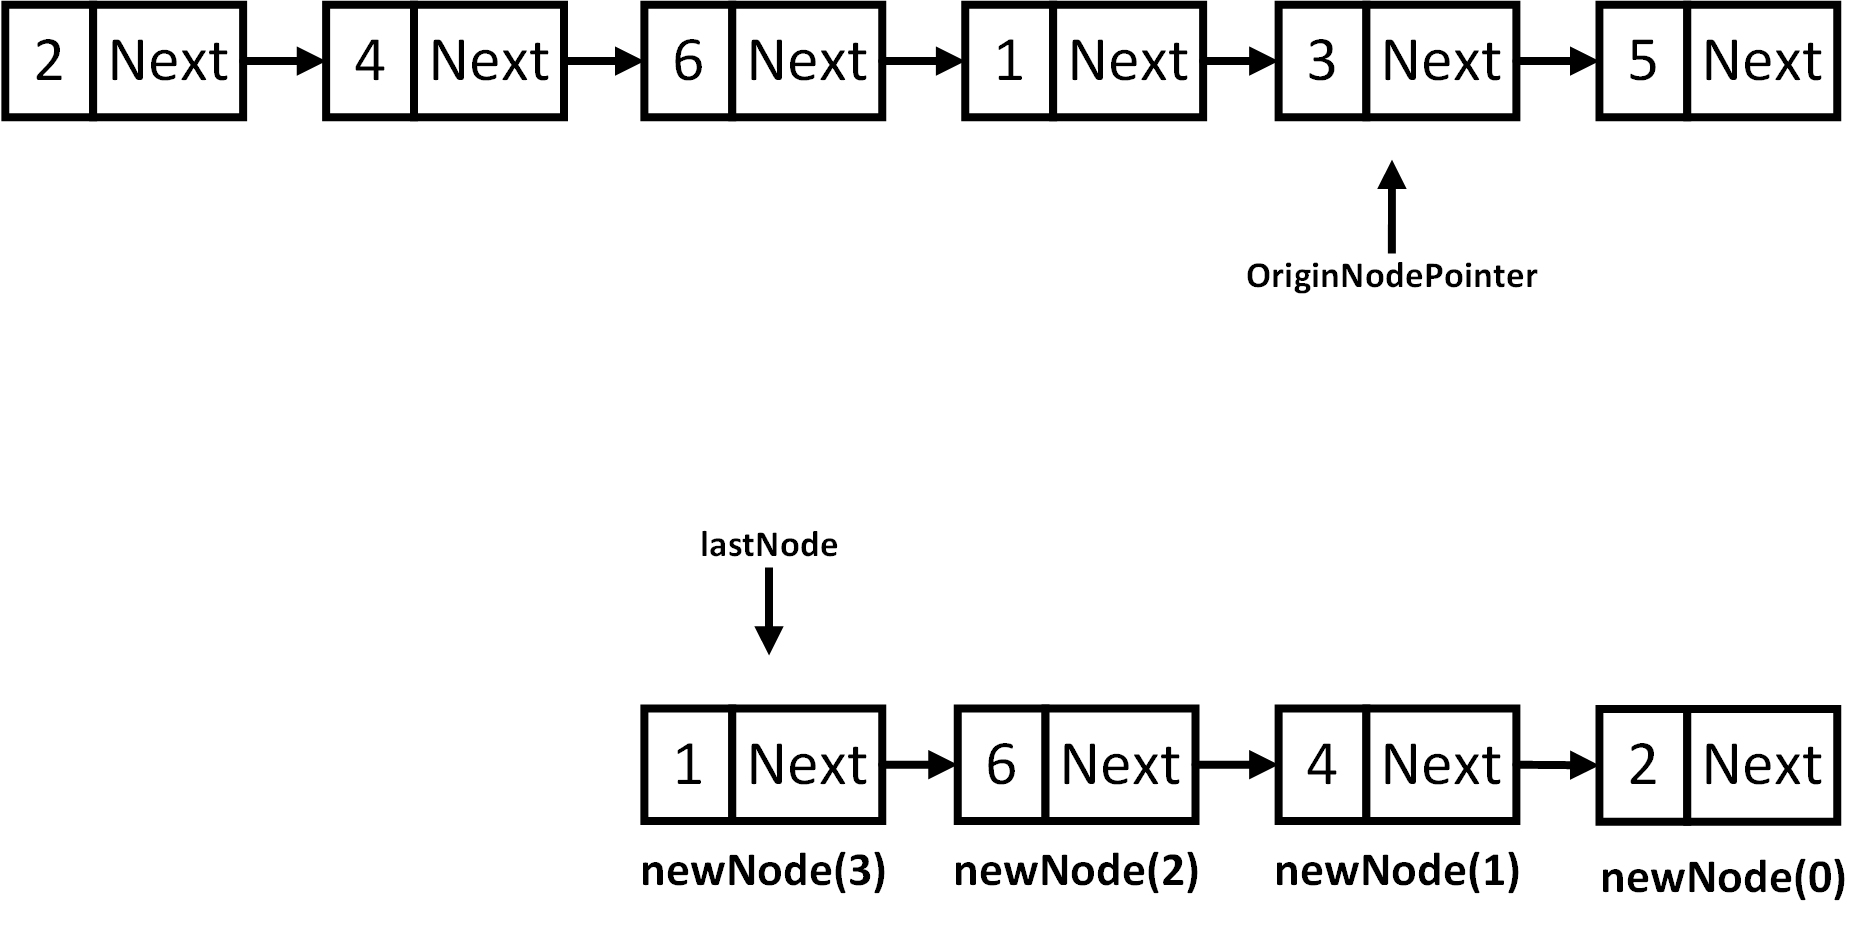 2 Next 4 Next 6 Next 1 Next 3 Next 5 Next
OriginNodePointer
lastNode
1 Next 6 Next 4 Next 2 Next
newNode(3) newNode(2) newNode(1) newNode(0)